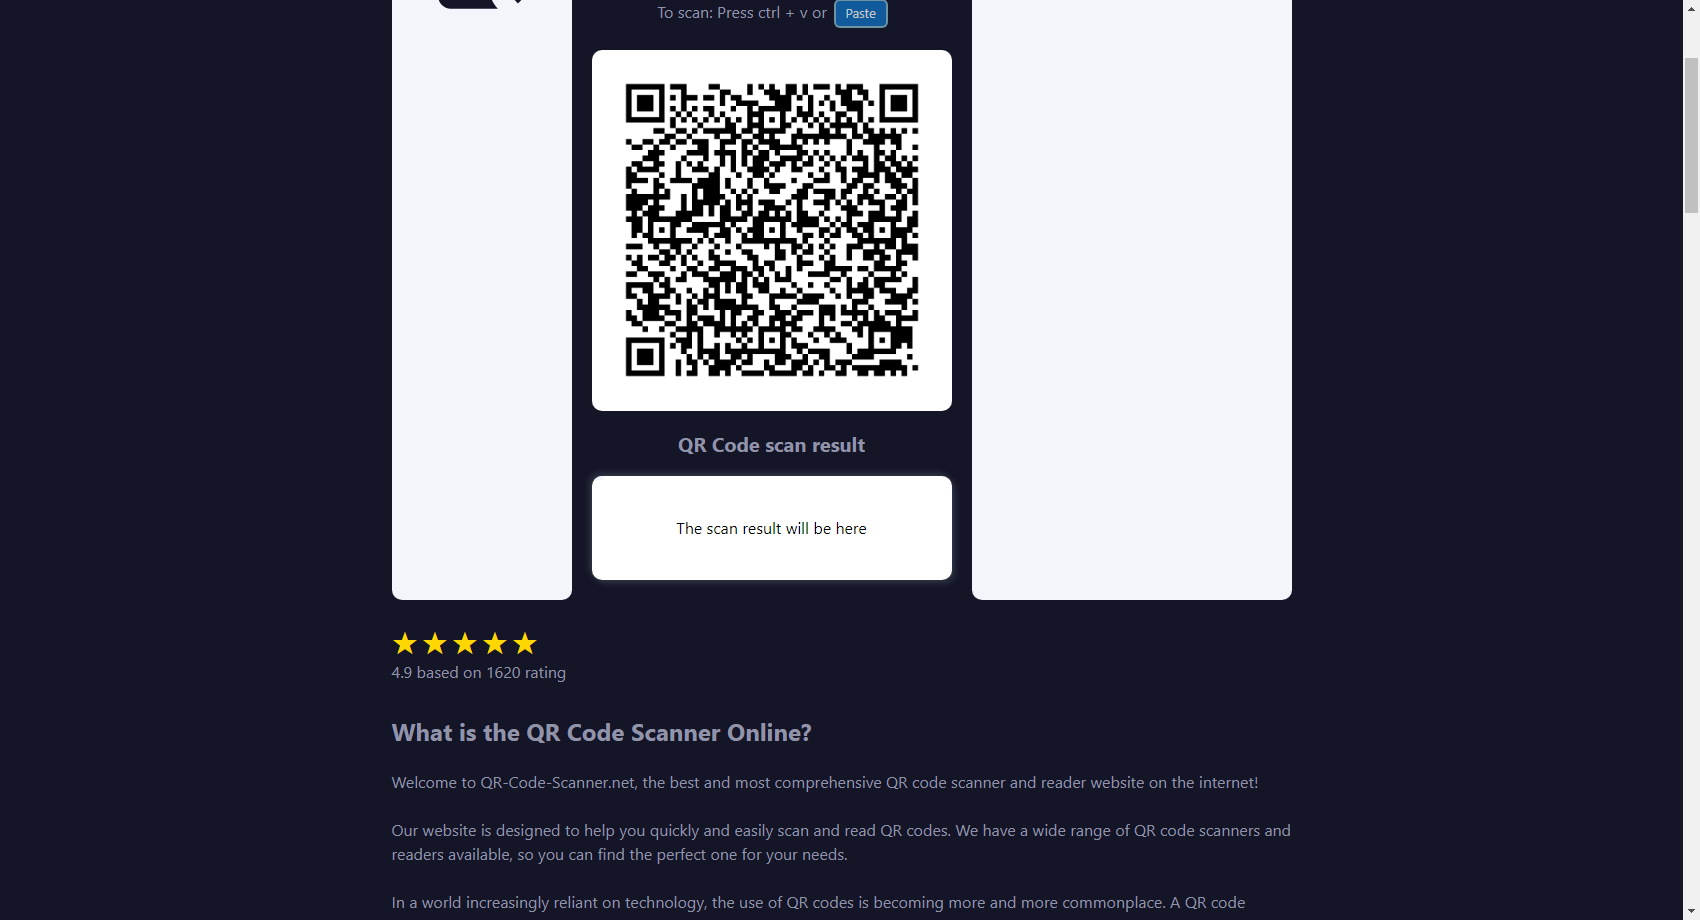 To scan: Press ctrl + v or Paste
QR Code scan result
The scan result will be here
4.9 based on 1620 rating
What is the QR Code Scanner Online?
Welcome to QR-Code-Scanner.net, the best and most comprehensive QR code scanner and reader website on the internet!
Our website is designed to help you quickly and easily scan and read QR codes. We have a wide range of QR code scanners and
readers available, so you can find the perfect one for your needs.
In a world increasingly reliant on technology, the use of QR codes is becoming more and more commonplace. A QR code